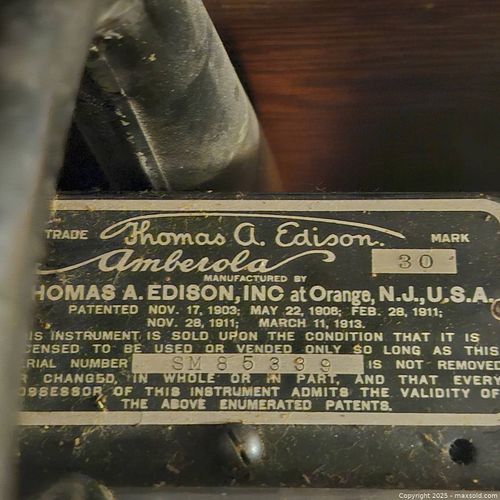 TRADE Thomas A. Edison. MARK
Amberola 30
MANUFACTURED BY
HOMAS A. EDISON, INC at Orange, N.J., U.S.A.
PATENTED NOV. 17, 1903; MAY 22, 1906; FEB. 28, 1911;
NOV. 28, 1911; MARCH 11, 1913.
IS INSTRUMENT IS SOLD UPON THE CONDITION THAT IT IS
CENSED TO BE USED OR VENDED ONLY SO LONG AS THIS
ERIAL NUMBER SM 85339 IS NOT REMOVED
R CHANGED, IN WHOLE OR IN PART, AND THAT EVERY
OSSESSOR OF THIS INSTRUMENT ADMITS THE VALIDITY OF
THE ABOVE ENUMERATED PATENTS.
Copyright 2025 - maxsold.com